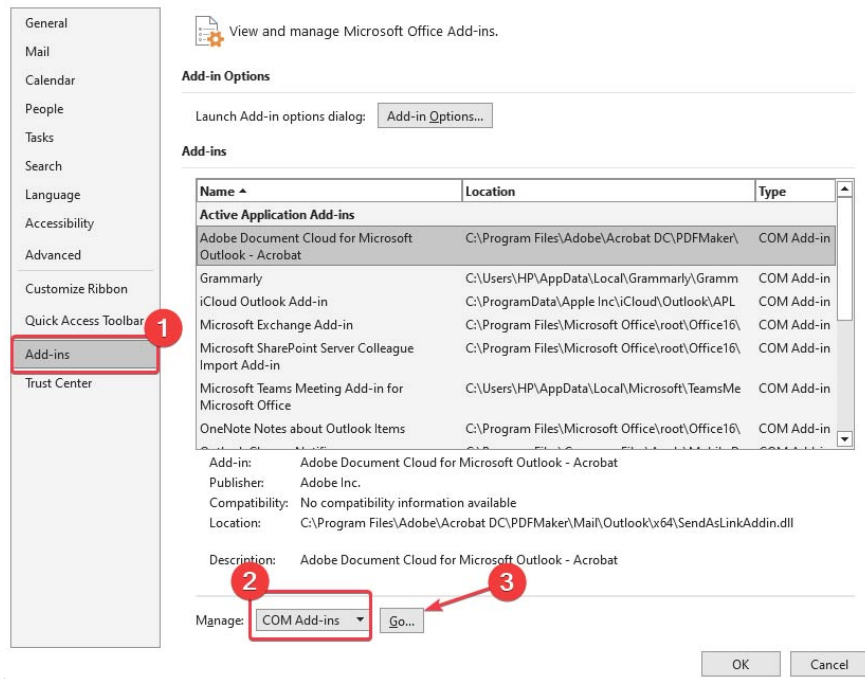 General
Mail
Calendar
People
Tasks
Search
Language
Accessibility
Advanced
Customize Ribbon
Quick Access Toolbar
1
Add-ins
Trust Center
View and manage Microsoft Office Add-ins.
Add-in Options
Launch Add-in options dialog: Add-in Options...
Add-ins
Name Location Type
Active Application Add-ins
Adobe Document Cloud for Microsoft C:\Program Files\Adobe\Acrobat DC\PDFMaker\ COM Add-in
Outlook - Acrobat
Grammarly C:\Users\HP\AppData\Local\Grammarly\Gramm COM Add-in
iCloud Outlook Add-in C:\ProgramData\Apple Inc\iCloud\Outlook\APL COM Add-in
Microsoft Exchange Add-in C:\Program Files\Microsoft Office\root\Office16\ COM Add-in
Microsoft SharePoint Server Colleague C:\Program Files\Microsoft Office\root\Office16\ COM Add-in
Import Add-in
Microsoft Teams Meeting Add-in for C:\Users\HP\AppData\Local\Microsoft\TeamsMe COM Add-in
Microsoft Office
OneNote Notes about Outlook Items C:\Program Files\Microsoft Office\root\Office16\ COM Add-in
Add-in: Adobe Document Cloud for Microsoft Outlook - Acrobat
Publisher: Adobe Inc.
Compatibility: No compatibility information available
Location: C:\Program Files\Adobe\Acrobat DC\PDFMaker\Mail\Outlook\x64\SendAsLinkAddin.dll
Description: Adobe Document Cloud for Microsoft Outlook - Acrobat
2
3
Manage: COM Add-ins Go...
OK Cancel